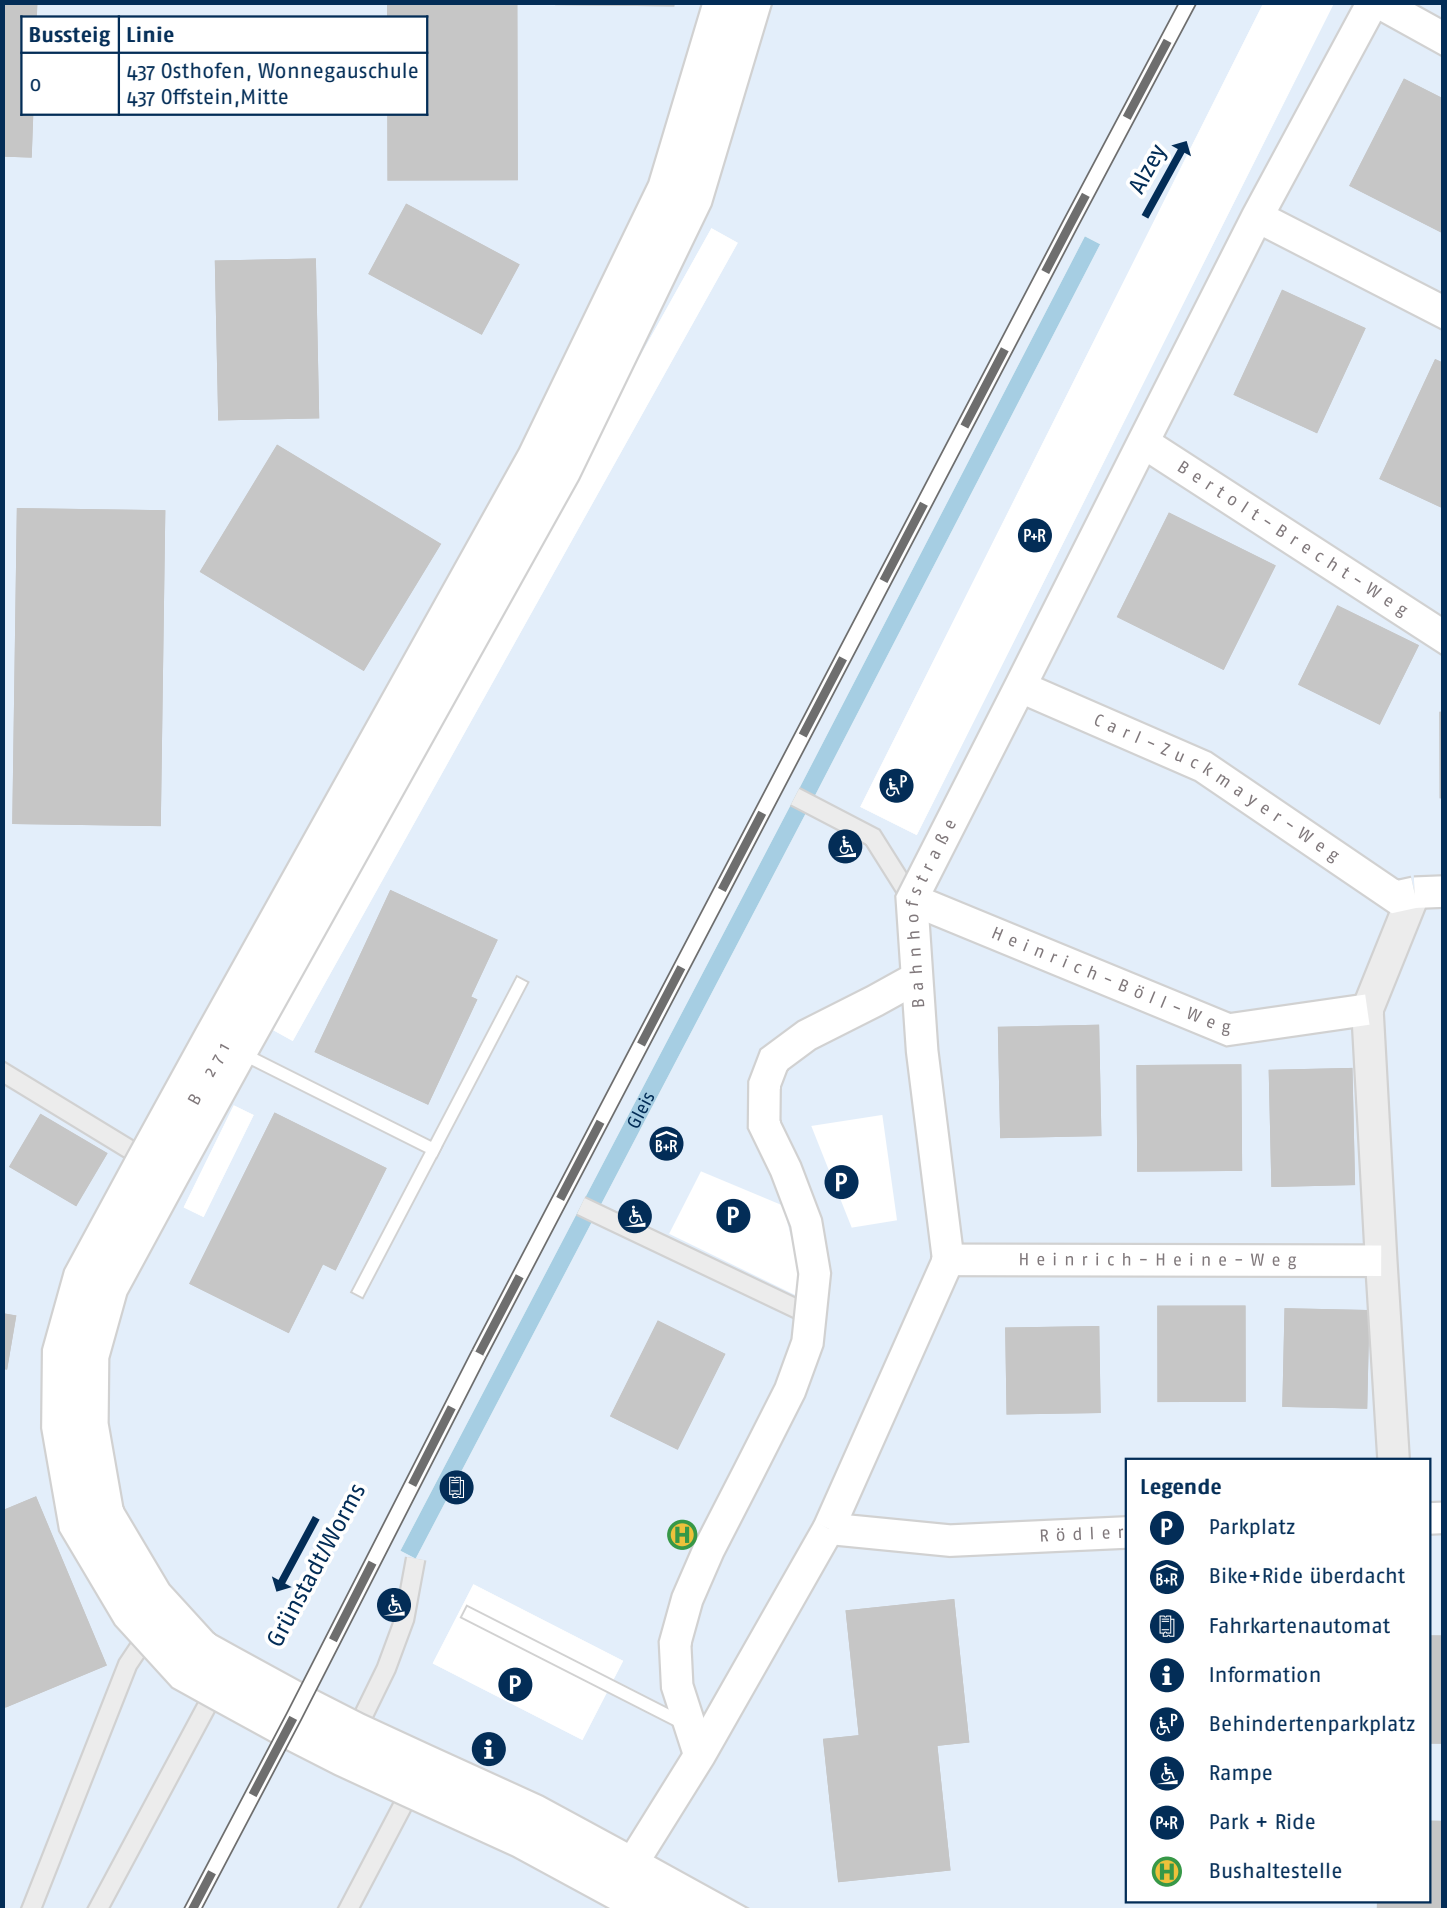 Bussteig Linie
0 437 Osthofen, Wonnegauschule
437 Offstein,Mitte
Alzey
P+R
Bertolt-Brecht-Weg
Carl-Zuckmayer-Weg
P
Bahnhofstraße
Heinrich-Böll-Weg
B 271
Gleis
B+R
P
P
Heinrich-Heine-Weg
Grünstadt/Worms
H
Rödler
P
i
Legende
P Parkplatz
B+R Bike+Ride überdacht
Fahrkartenautomat
i Information
P Behindertenparkplatz
Rampe
P+R Park + Ride
H Bushaltestelle